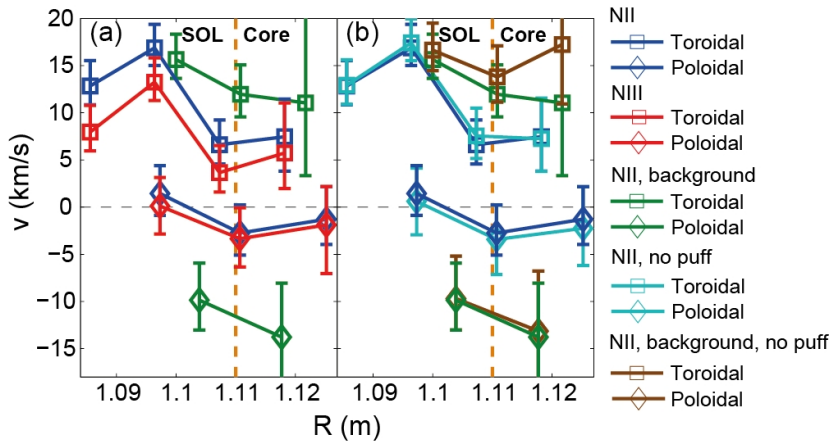 (a) SOL Core
(b) SOL Core
20
15
10
5
0
−5
−10
−15
v (km/s)
1.09 1.1 1.11 1.12
1.09 1.1 1.11 1.12
R (m)
NII
Toroidal
Poloidal
NIII
Toroidal
Poloidal
NII, background
Toroidal
Poloidal
NII, no puff
Toroidal
Poloidal
NII, background, no puff
Toroidal
Poloidal